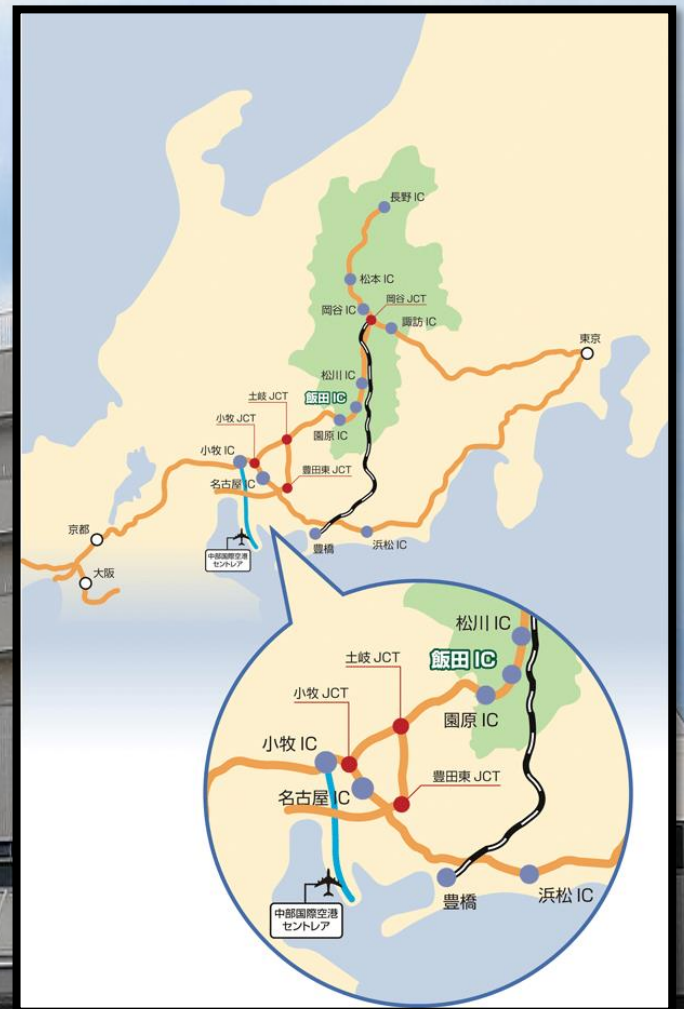 長野 IC
松本 IC
岡谷 IC
岡谷 JCT
諏訪 IC
東京
松川 IC
飯田 IC
土岐 JCT
園原 IC
小牧 JCT
小牧 IC
名古屋 IC
豊田東 JCT
京都
大阪
中部国際空港
セントレア
豊橋
浜松 IC
松川 IC
飯田 IC
土岐 JCT
園原 IC
小牧 JCT
小牧 IC
名古屋 IC
豊田東 JCT
中部国際空港
セントレア
豊橋
浜松 IC